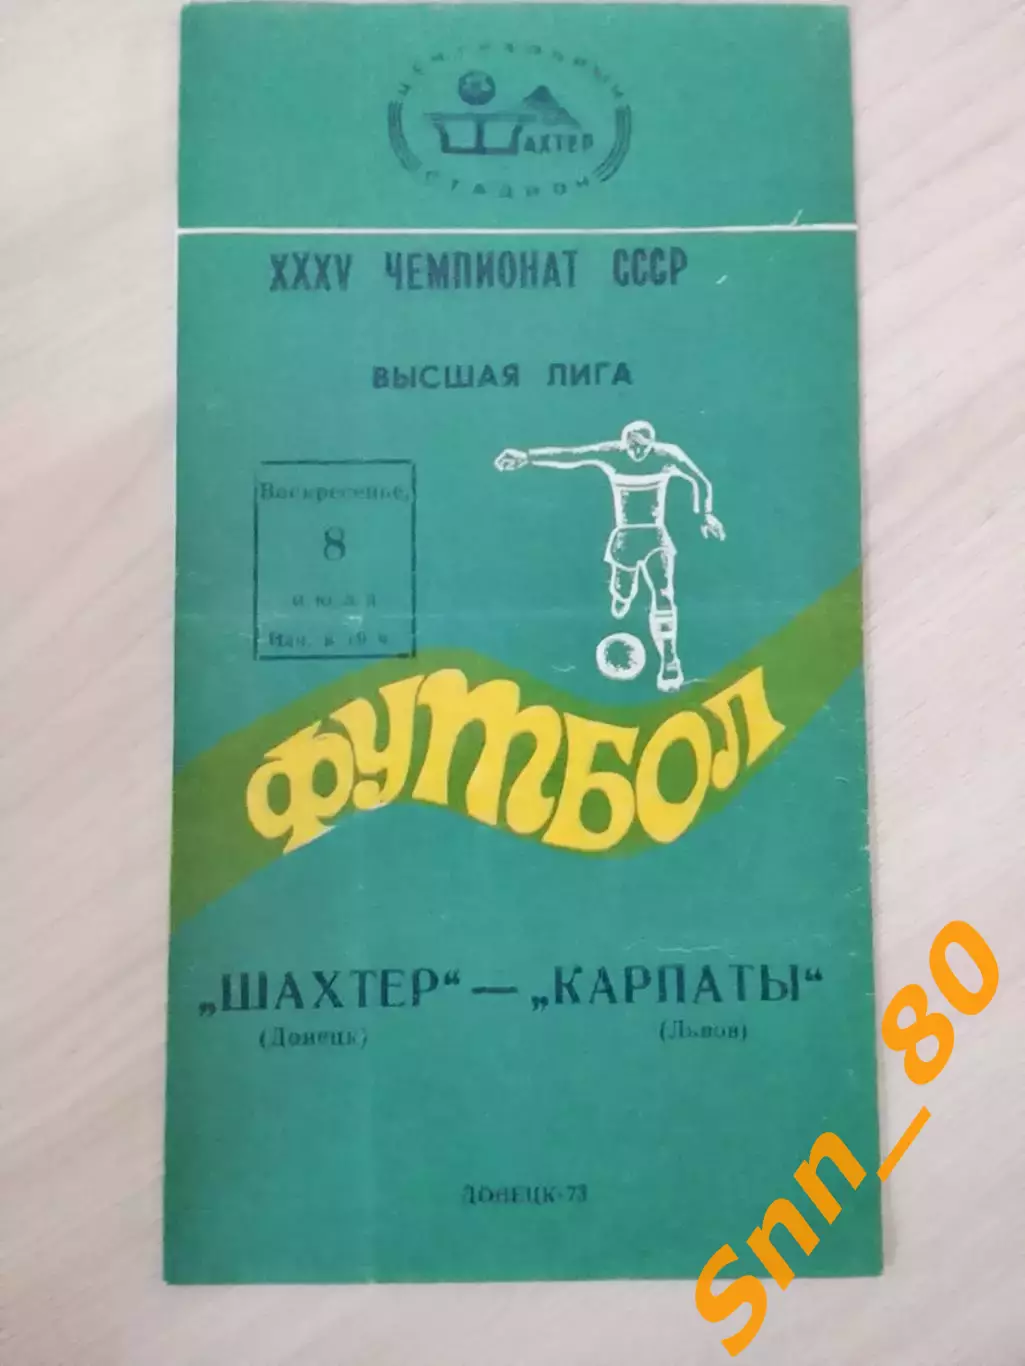 ЦЕНТРАЛЬНЫЙ
ШАХТЕР
СТАДИОН
XXXV ЧЕМПИОНАТ СССР
ВЫСШАЯ ЛИГА
Воскресенье,
8
июля
Нач. в 19 ч.
ФУТБОЛ
„ШАХТЕР“ — „КАРПАТЫ“
(Донецк) (Львов)
ДОНЕЦК-73
Snn_80